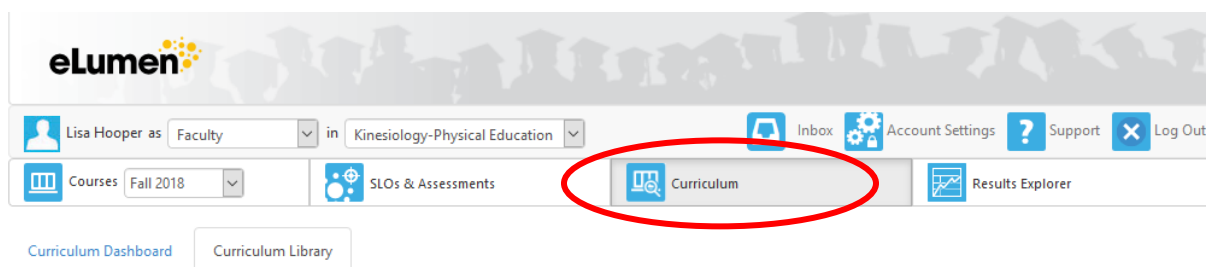 eLumen
Lisa Hooper as Faculty in Kinesiology-Physical Education Inbox Account Settings ? Support Log Out
Courses Fall 2018 SLOs & Assessments Curriculum Results Explorer
Curriculum Dashboard Curriculum Library